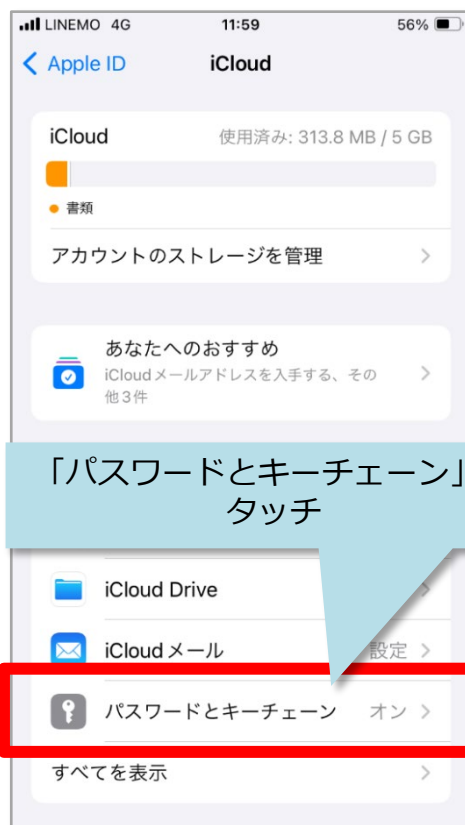 LINEMO 4G 11:59 56%
Apple ID iCloud
iCloud 使用済み: 313.8 MB / 5 GB
書類
アカウントのストレージを管理
あなたへのおすすめ
iCloudメールアドレスを入手する、その
他3件
「パスワードとキーチェーン」
タッチ
iCloud Drive
iCloudメール 設定
パスワードとキーチェーン オン
すべてを表示